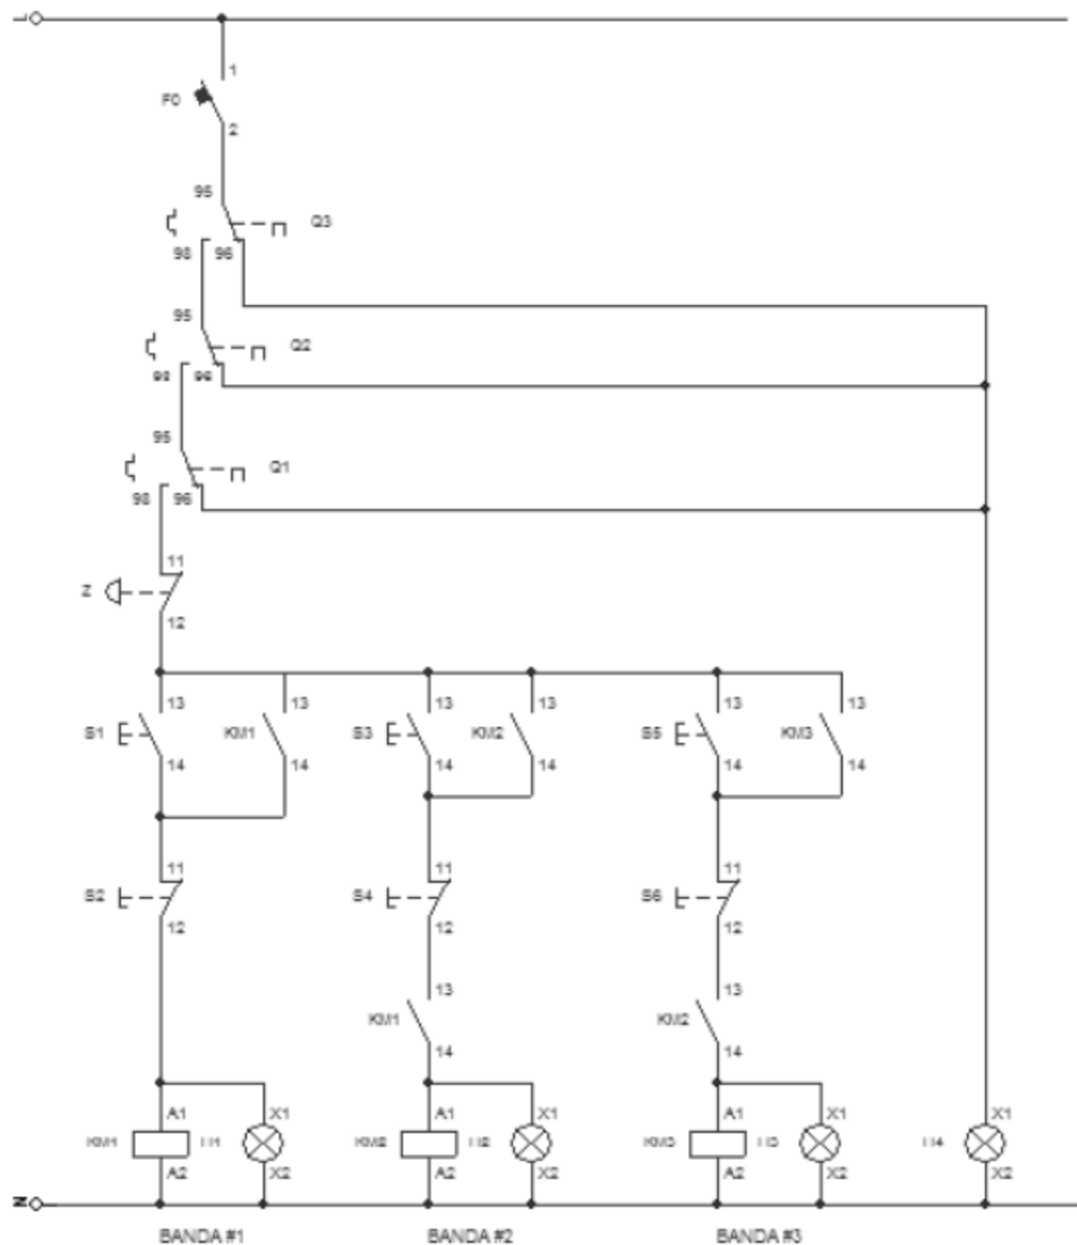 L
1
F0
2
95
Q3
98 96
95
Q2
98 96
95
Q1
98 96
11
Z
12
13 13 13 13 13 13
S1 KM1 S3 KM2 S5 KM3
14 14 14 14 14 14
11 11 11
S2 S4 S6
12 12 12
13 13
KM1 KM2
14 14
A1 X1 A1 X1 A1 X1 X1
KM1 H1 KM2 H2 KM3 H3 H4
A2 X2 A2 X2 A2 X2 X2
N
BANDA #1 BANDA #2 BANDA #3